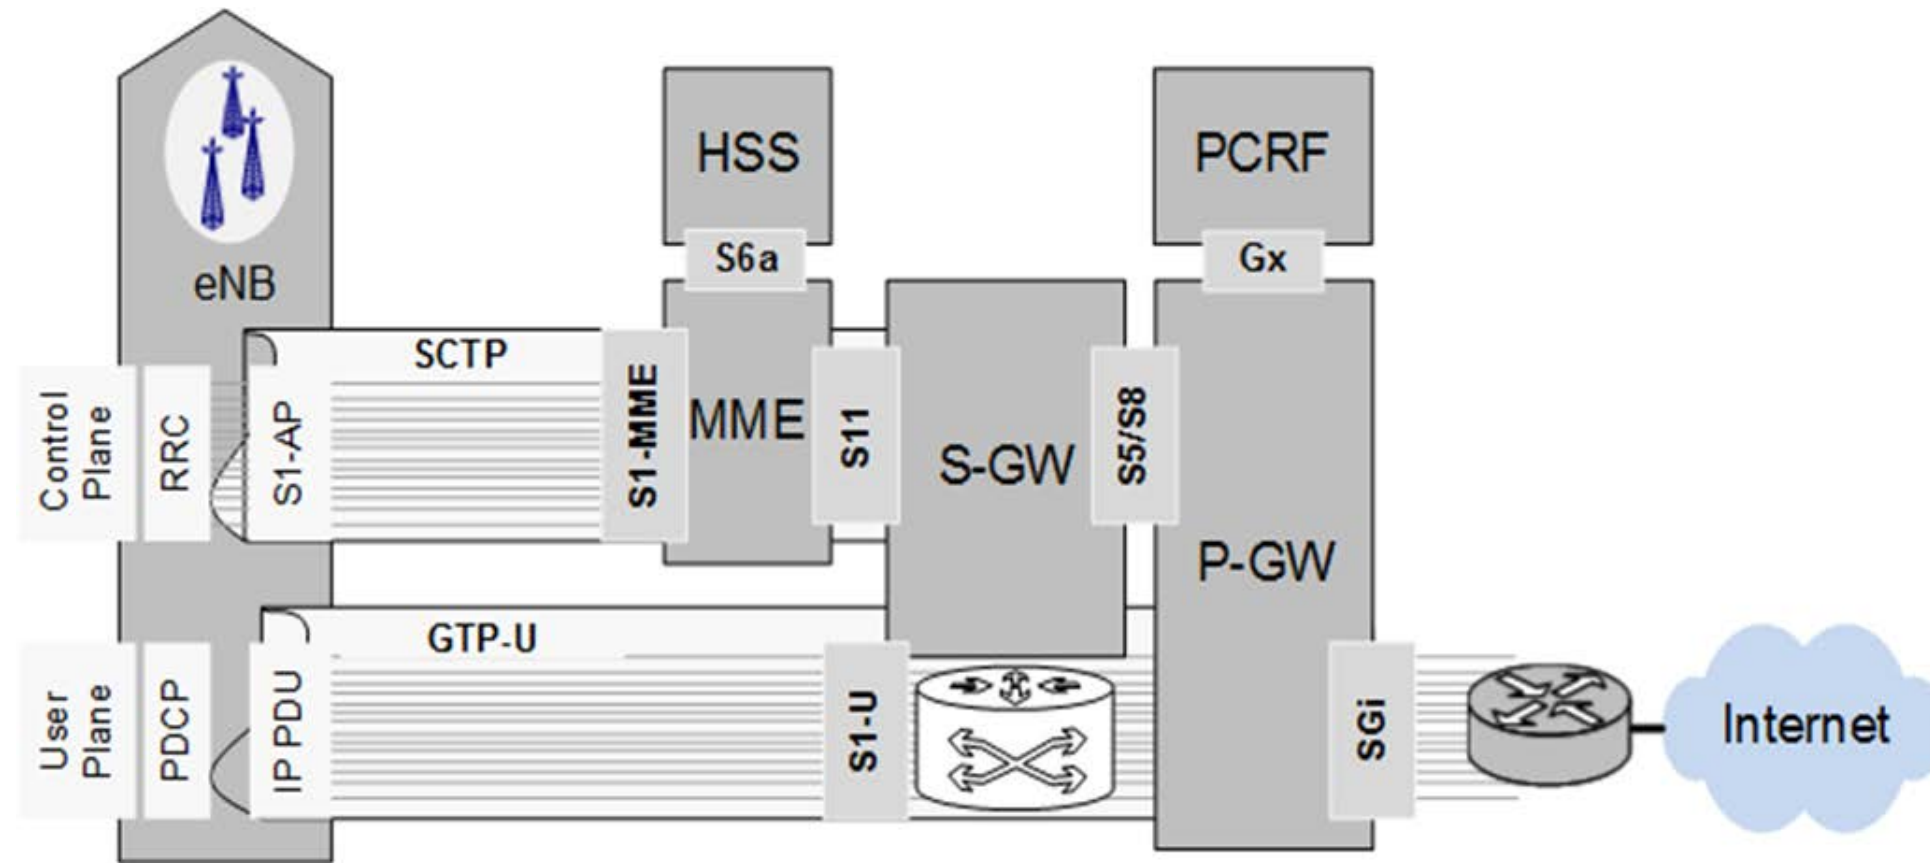 HSS
PCRF
S6a
Gx
eNB
SCTP
Control
Plane
RRC
S1-AP
S1-MME
MME
S11
S-GW
S5/S8
P-GW
GTP-U
User
Plane
PDCP
IP PDU
S1-U
SGi
Internet